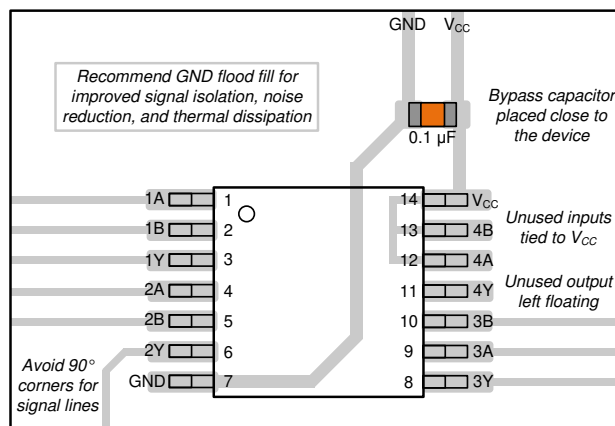 GND VCC
Recommend GND flood fill for
improved signal isolation, noise
reduction, and thermal dissipation
0.1 µF
Bypass capacitor
placed close to
the device
1A 1 14 VCC
1B 2 13 4B
1Y 3 12 4A
2A 4 11 4Y
2B 5 10 3B
2Y 6 9 3A
GND 7 8 3Y
Unused inputs
tied to VCC
Unused output
left floating
Avoid 90°
corners for
signal lines